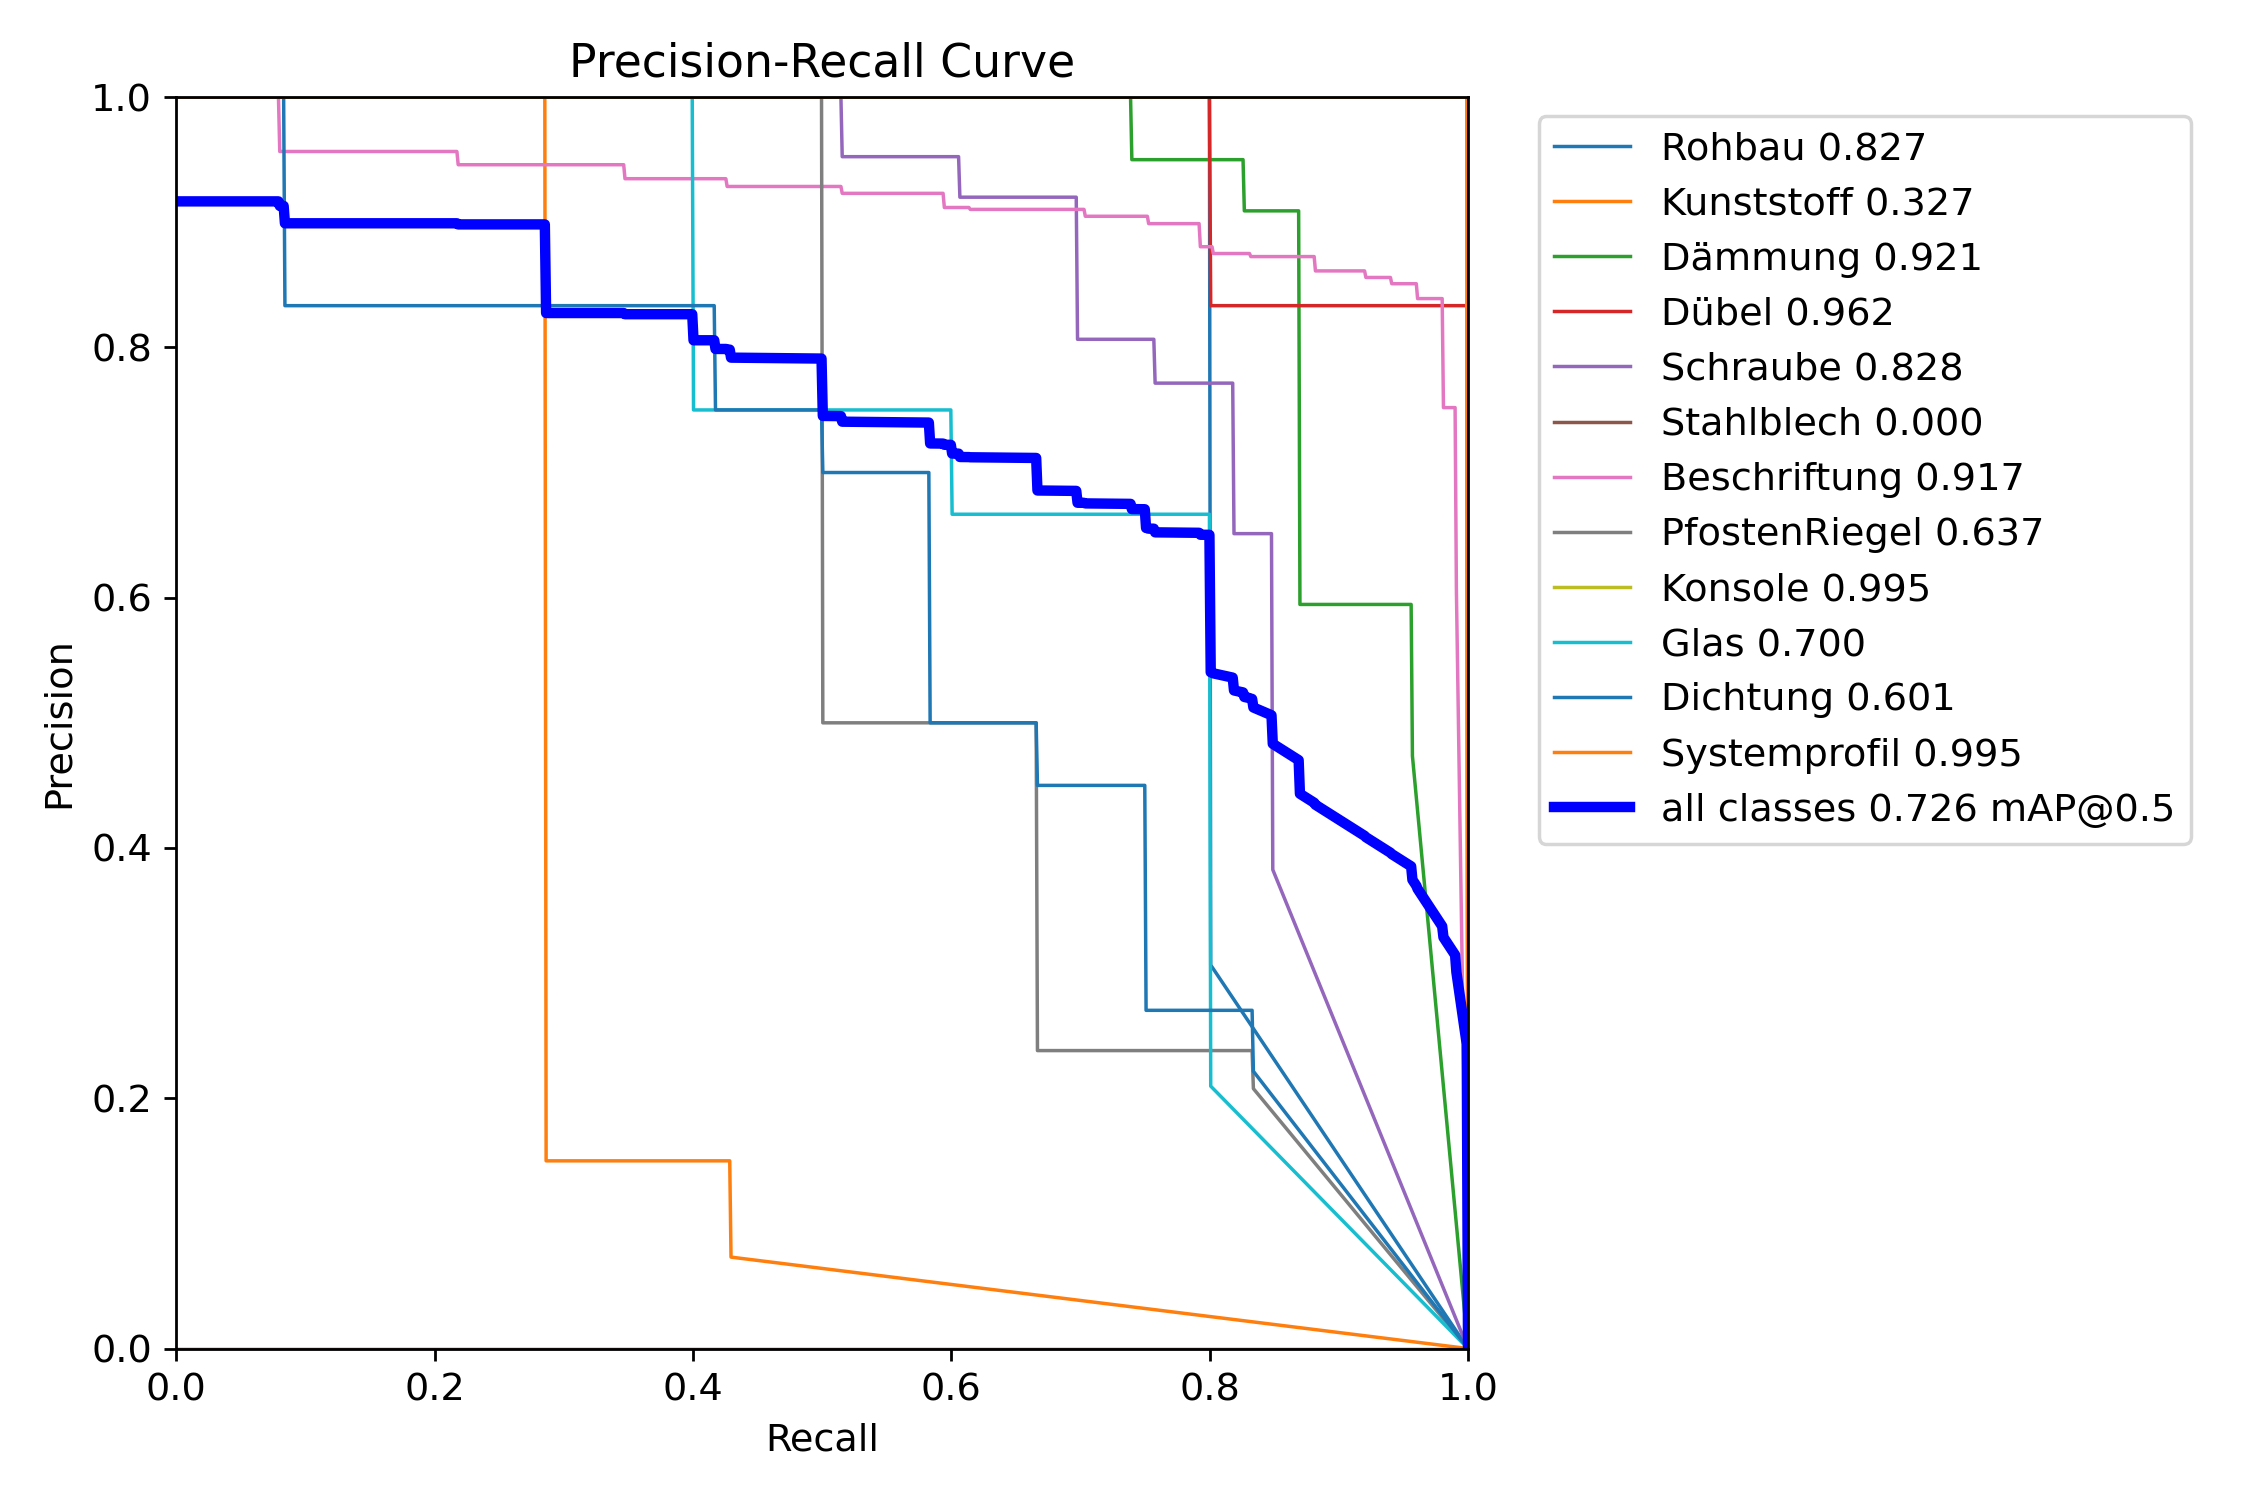 Precision-Recall Curve
1.0
0.8
0.6
0.4
0.2
0.0
Precision
0.0 0.2 0.4 0.6 0.8 1.0
Recall
Rohbau 0.827
Kunststoff 0.327
Dämmung 0.921
Dübel 0.962
Schraube 0.828
Stahlblech 0.000
Beschriftung 0.917
PfostenRiegel 0.637
Konsole 0.995
Glas 0.700
Dichtung 0.601
Systemprofil 0.995
all classes 0.726 mAP@0.5